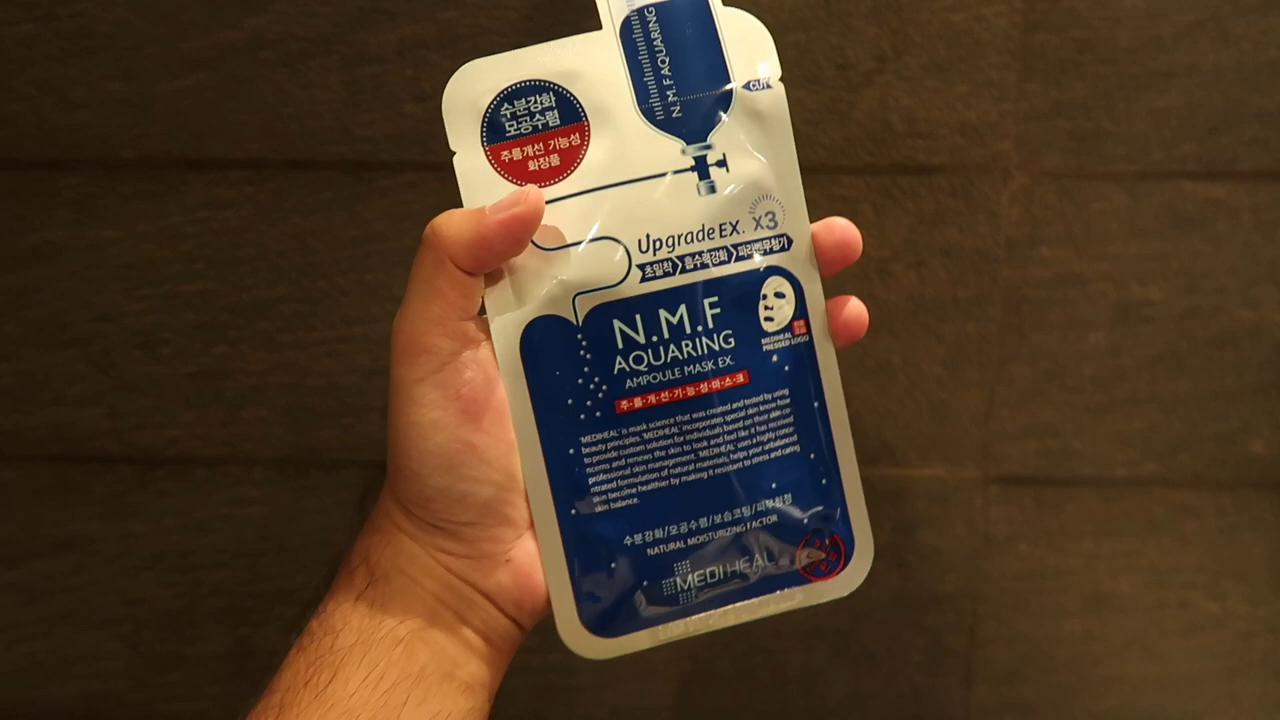 N.M.F AQUARING
CUT
수분강화
모공수렴
주름개선 기능성
화장품
Upgrade EX. x3
초밀착 흡수력강화 파라벤무첨가
N.M.F
AQUARING
AMPOULE MASK EX.
주·름·개·선·기·능·성·마·스·크
MEDIHEAL
PRESSED LOGO
'MEDIHEAL' is mask science that was created and tested by using
beauty principles. 'MEDIHEAL' incorporates special skin know-how
to provide custom solution for individuals based on their skin co-
ncerns and renews the skin to look and feel like it has received
professional skin management. 'MEDIHEAL' uses a highly conce-
ntrated formulation of natural materials, helps your unbalanced
skin become healthier by making it resistant to stress and caring
skin balance.
수분강화/모공수렴/보습코팅/피부
NATURAL MOISTURIZING FACTOR
MEDIHEAL